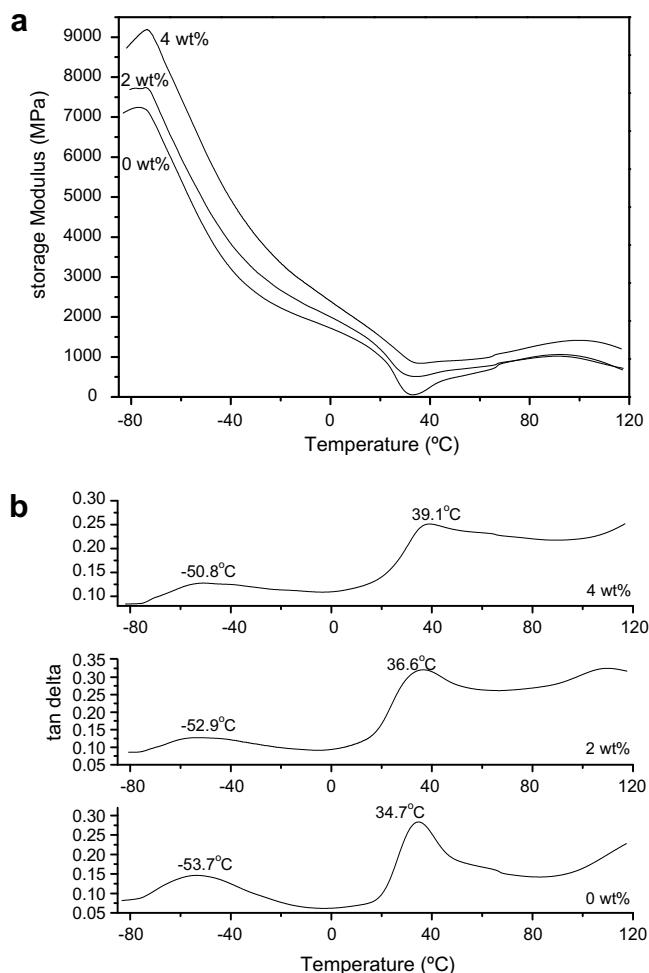 a
9000
8000
7000
6000
5000
4000
3000
2000
1000
0
storage Modulus (MPa)
4 wt%
2 wt%
0 wt%
-80 -40 0 40 80 120
Temperature (ºC)
b
tan delta
0.30
0.25
0.15
0.10
-50.8°C
39.1°C
4 wt%
-80 -40 0 40 80 120
0.35
0.30
0.25
0.20
0.15
0.10
0.05
-52.9°C
36.6°C
2 wt%
-80 -40 0 40 80 120
0.30
0.25
0.20
0.15
0.10
0.05
-53.7°C
34.7°C
0 wt%
-80 -40 0 40 80 120
Temperature (ºC)